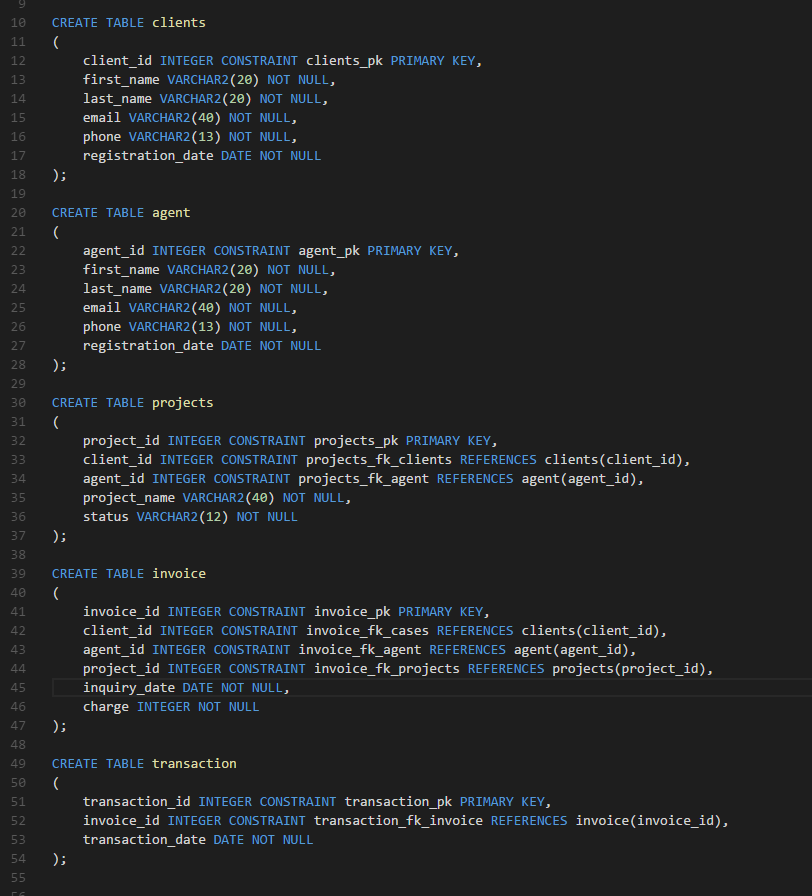 9
10 CREATE TABLE clients
11 (
12 client_id INTEGER CONSTRAINT clients_pk PRIMARY KEY,
13 first_name VARCHAR2(20) NOT NULL,
14 last_name VARCHAR2(20) NOT NULL,
15 email VARCHAR2(40) NOT NULL,
16 phone VARCHAR2(13) NOT NULL,
17 registration_date DATE NOT NULL
18 );
19
20 CREATE TABLE agent
21 (
22 agent_id INTEGER CONSTRAINT agent_pk PRIMARY KEY,
23 first_name VARCHAR2(20) NOT NULL,
24 last_name VARCHAR2(20) NOT NULL,
25 email VARCHAR2(40) NOT NULL,
26 phone VARCHAR2(13) NOT NULL,
27 registration_date DATE NOT NULL
28 );
29
30 CREATE TABLE projects
31 (
32 project_id INTEGER CONSTRAINT projects_pk PRIMARY KEY,
33 client_id INTEGER CONSTRAINT projects_fk_clients REFERENCES clients(client_id),
34 agent_id INTEGER CONSTRAINT projects_fk_agent REFERENCES agent(agent_id),
35 project_name VARCHAR2(40) NOT NULL,
36 status VARCHAR2(12) NOT NULL
37 );
38
39 CREATE TABLE invoice
40 (
41 invoice_id INTEGER CONSTRAINT invoice_pk PRIMARY KEY,
42 client_id INTEGER CONSTRAINT invoice_fk_cases REFERENCES clients(client_id),
43 agent_id INTEGER CONSTRAINT invoice_fk_agent REFERENCES agent(agent_id),
44 project_id INTEGER CONSTRAINT invoice_fk_projects REFERENCES projects(project_id),
45 inquiry_date DATE NOT NULL,
46 charge INTEGER NOT NULL
47 );
48
49 CREATE TABLE transaction
50 (
51 transaction_id INTEGER CONSTRAINT transaction_pk PRIMARY KEY,
52 invoice_id INTEGER CONSTRAINT transaction_fk_invoice REFERENCES invoice(invoice_id),
53 transaction_date DATE NOT NULL
54 );
55
56